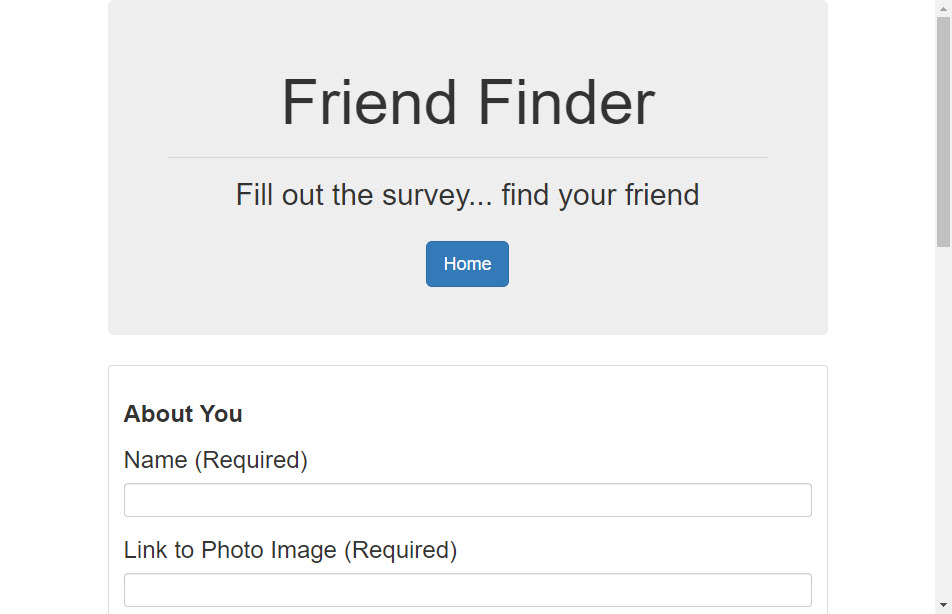 Friend Finder
Fill out the survey... find your friend
Home
About You
Name (Required)
Link to Photo Image (Required)